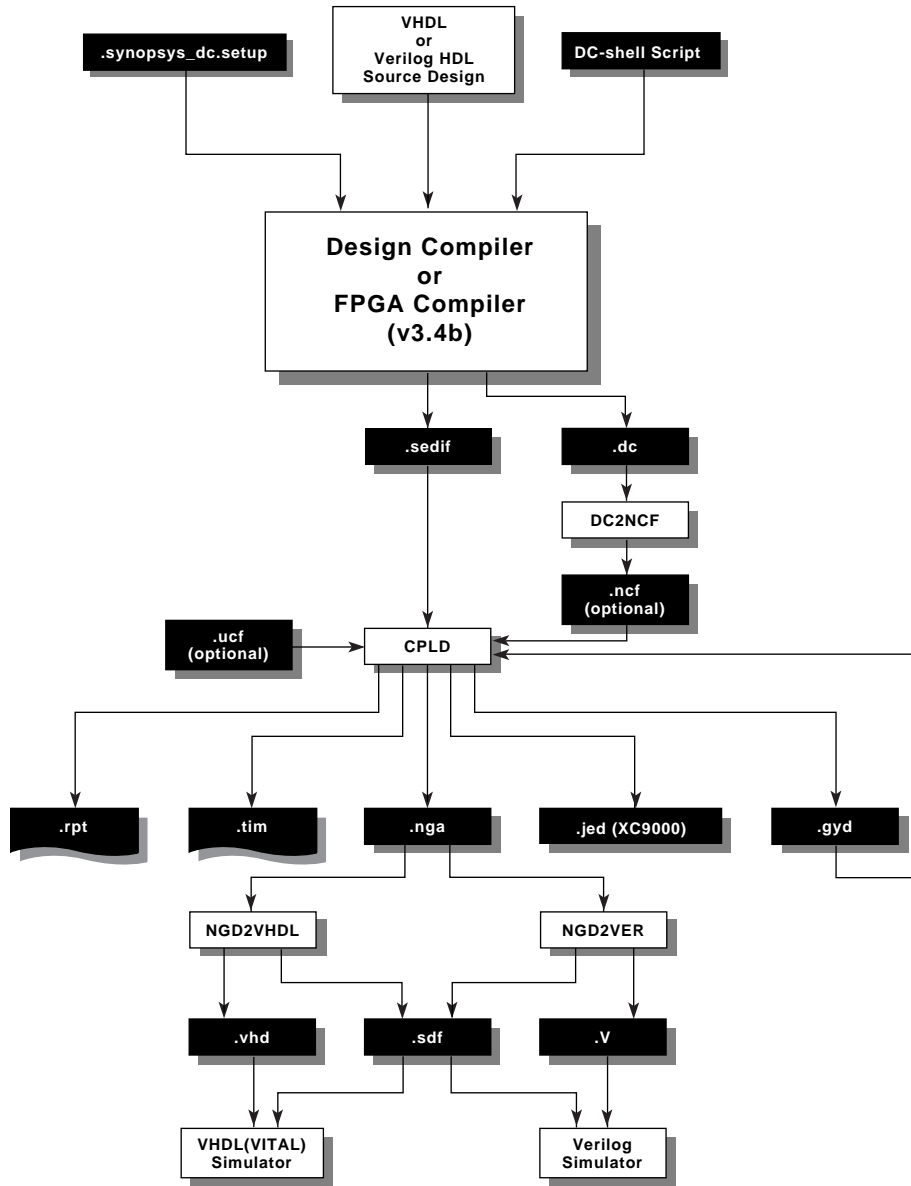 .synopsys_dc.setup
VHDL
or
Verilog HDL
Source Design
DC-shell Script
Design Compiler
or
FPGA Compiler
(v3.4b)
.sedif
.dc
DC2NCF
.ncf
(optional)
.ucf
(optional)
CPLD
.rpt
.tim
.nga
.jed (XC9000)
.gyd
NGD2VHDL
NGD2VER
.vhd
.sdf
.V
VHDL(VITAL)
Simulator
Verilog
Simulator